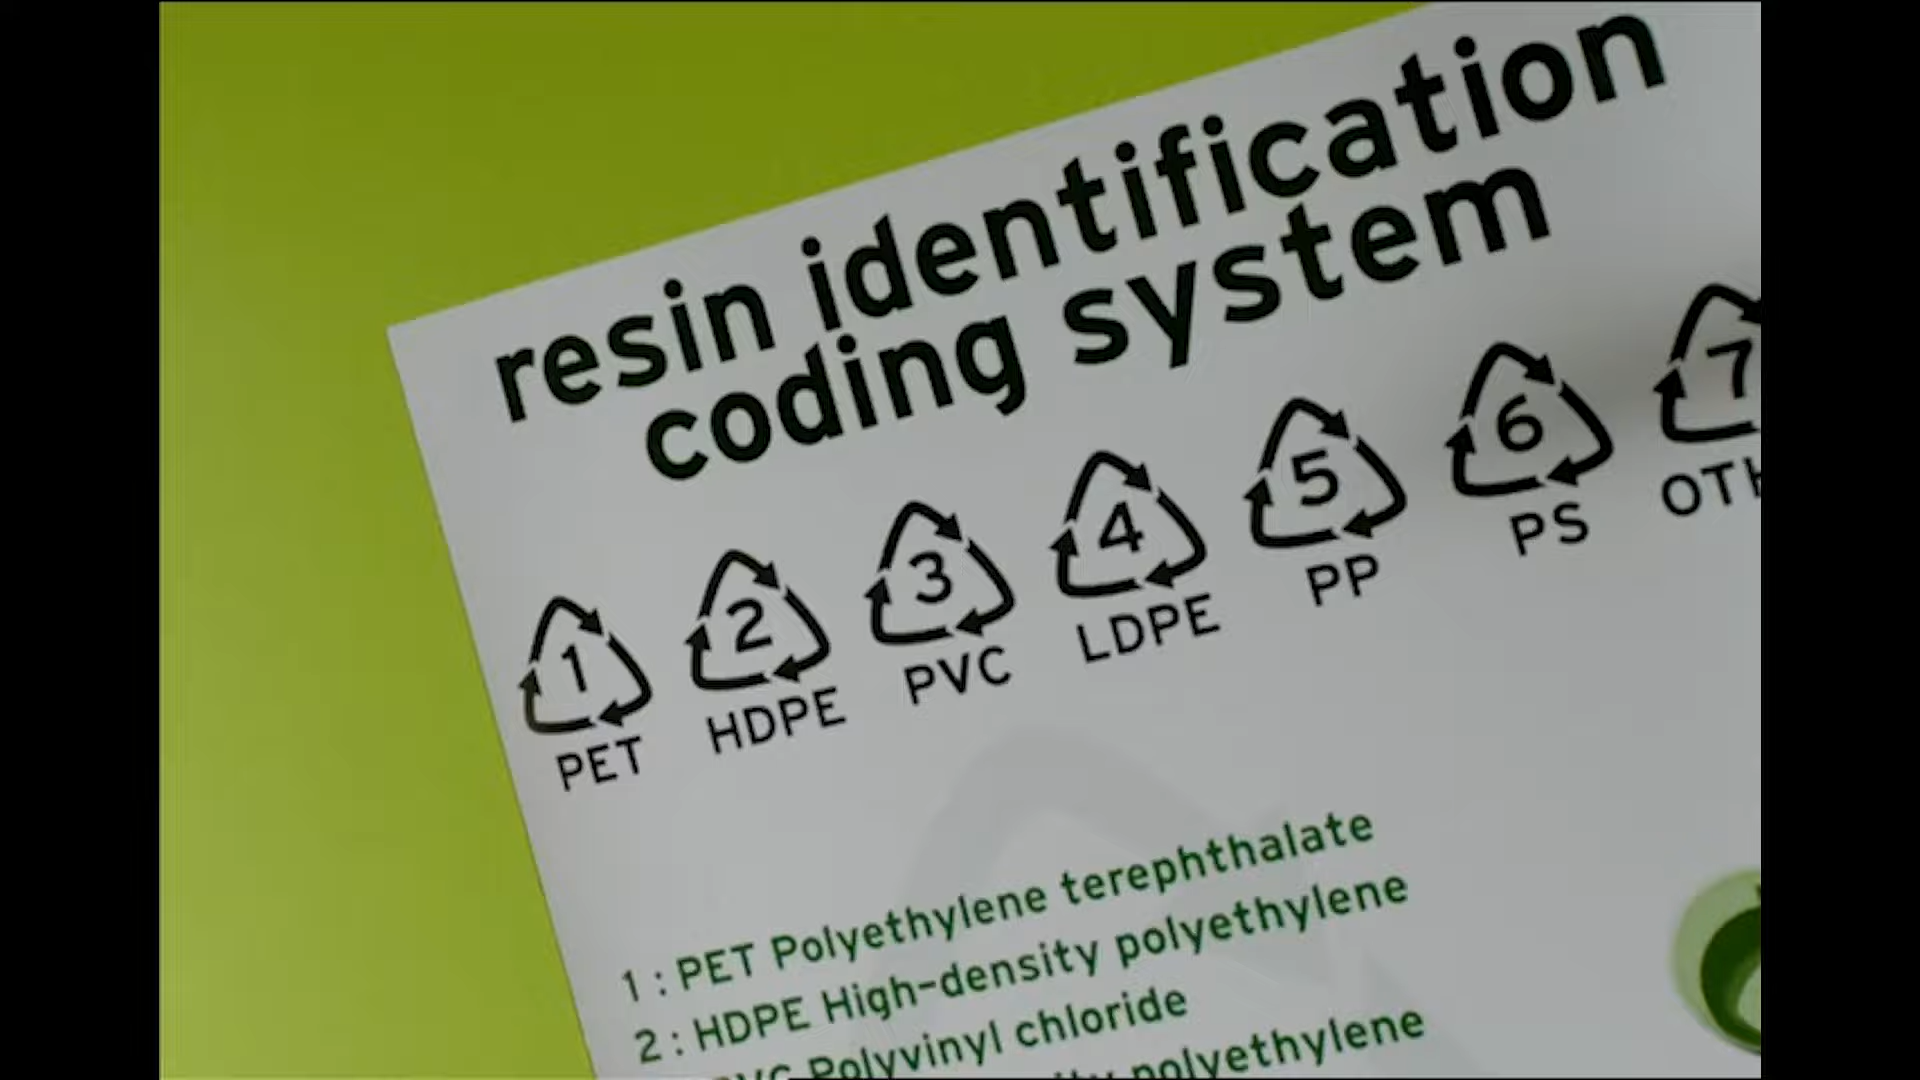 resin identification
coding system
1 2 3 4 5 6 7
PET HDPE PVC LDPE PP PS
1 : PET Polyethylene terephthalate
2 : HDPE High-density polyethylene
Polyvinyl chloride
polyethylene